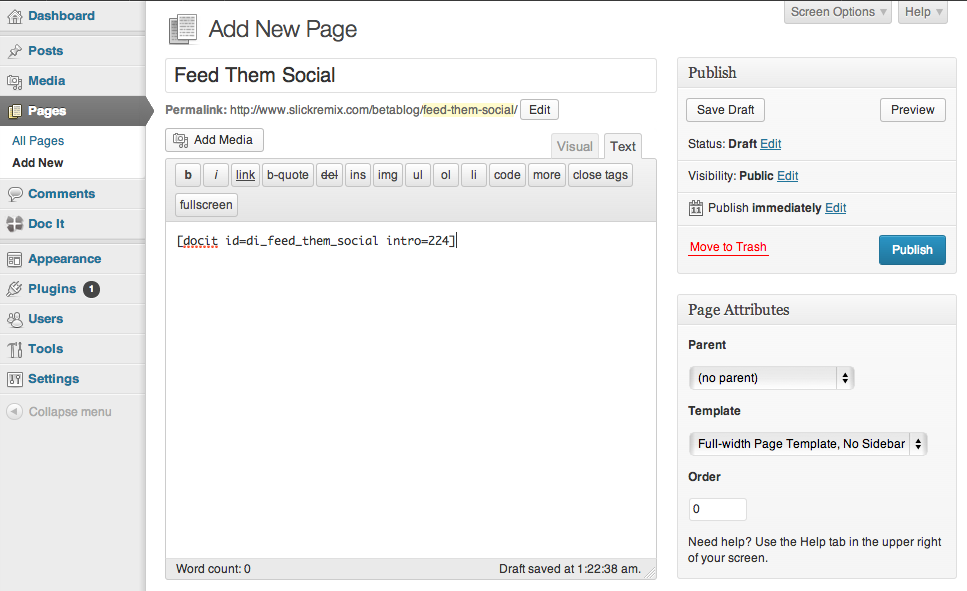 Screen Options ▾ Help ▾
Dashboard
Posts
Media
Pages
All Pages
Add New
Comments
Doc It
Appearance
Plugins 1
Users
Tools
Settings
Collapse menu
Add New Page
Feed Them Social
Permalink: http://www.slickremix.com/betablog/feed-them-social/ Edit
Add Media
Visual Text
b i link b-quote del ins img ul ol li code more close tags
fullscreen
[docit id=di_feed_them_social intro=224]
Word count: 0 Draft saved at 1:22:38 am.
Publish
Save Draft Preview
Status: Draft Edit
Visibility: Public Edit
11 Publish immediately Edit
Move to Trash Publish
Page Attributes
Parent
(no parent)
Template
Full-width Page Template, No Sidebar
Order
0
Need help? Use the Help tab in the upper right
of your screen.